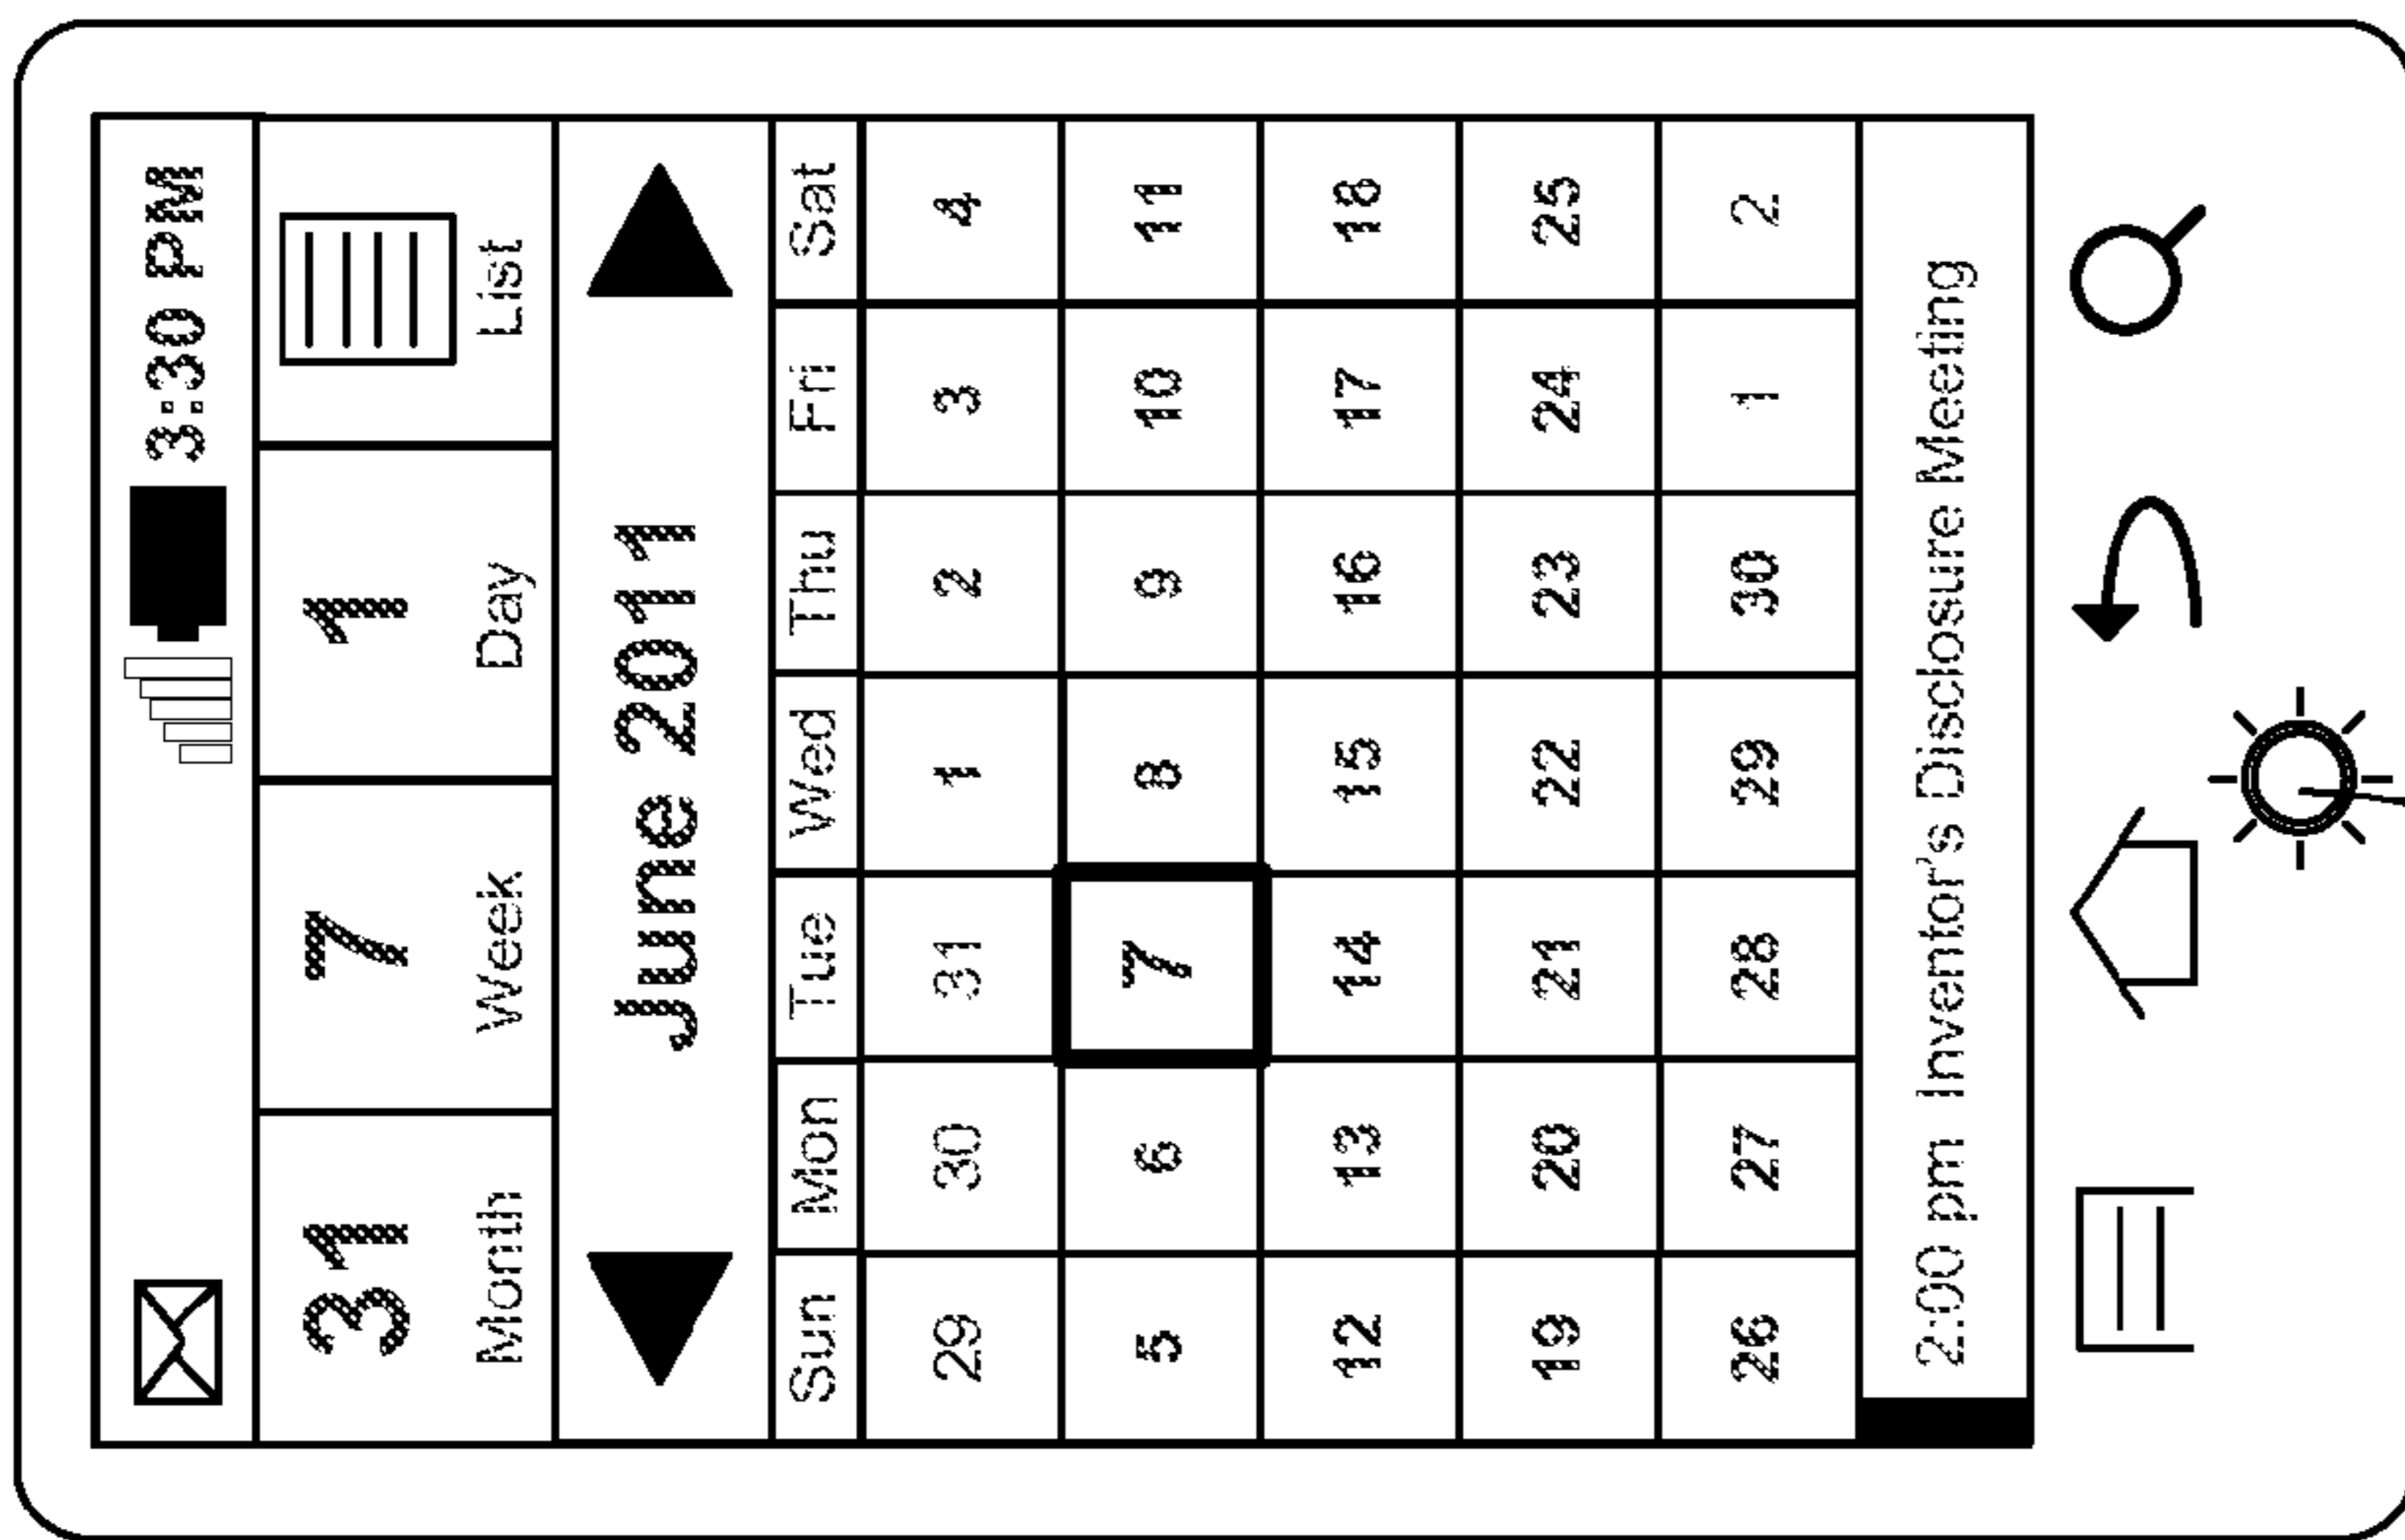 3:30 PM
31 7 1
Month Week Day List
June 2011
Sun Mon Tue Wed Thu Fri Sat
29 30 31 1 2 3 4
5 6 7 8 9 10 11
12 13 14 15 16 17 18
19 20 21 22 23 24 25
26 27 28 29 30 1 2
2:00 pm Inventor's Disclosure Meeting